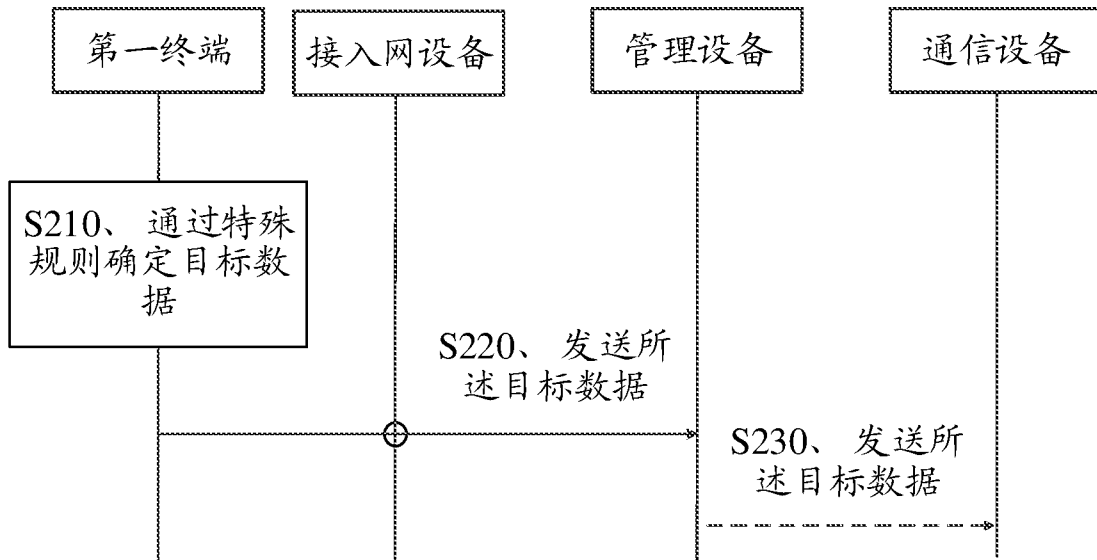 第一终端
接入网设备
管理设备
通信设备
S210、 通过特殊
规则确定目标数
据
S220、 发送所
述目标数据
S230、 发送所
述目标数据